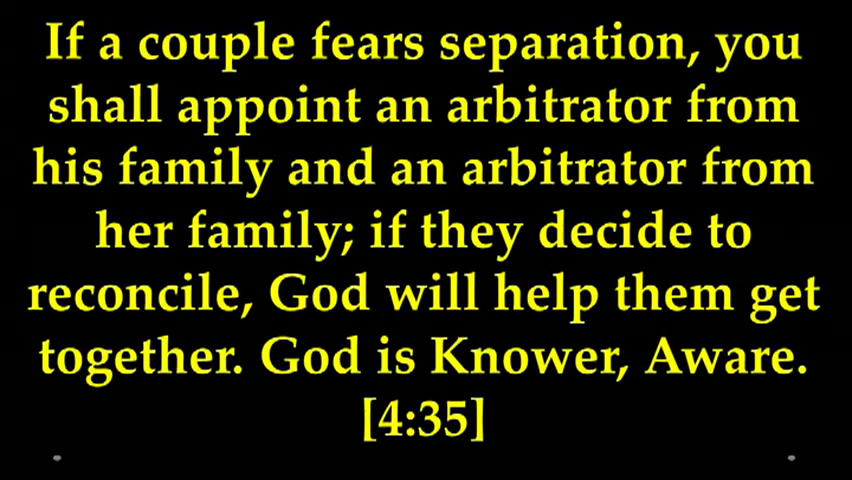 If a couple fears separation, you
shall appoint an arbitrator from
his family and an arbitrator from
her family; if they decide to
reconcile, God will help them get
together. God is Knower, Aware.
[4:35]